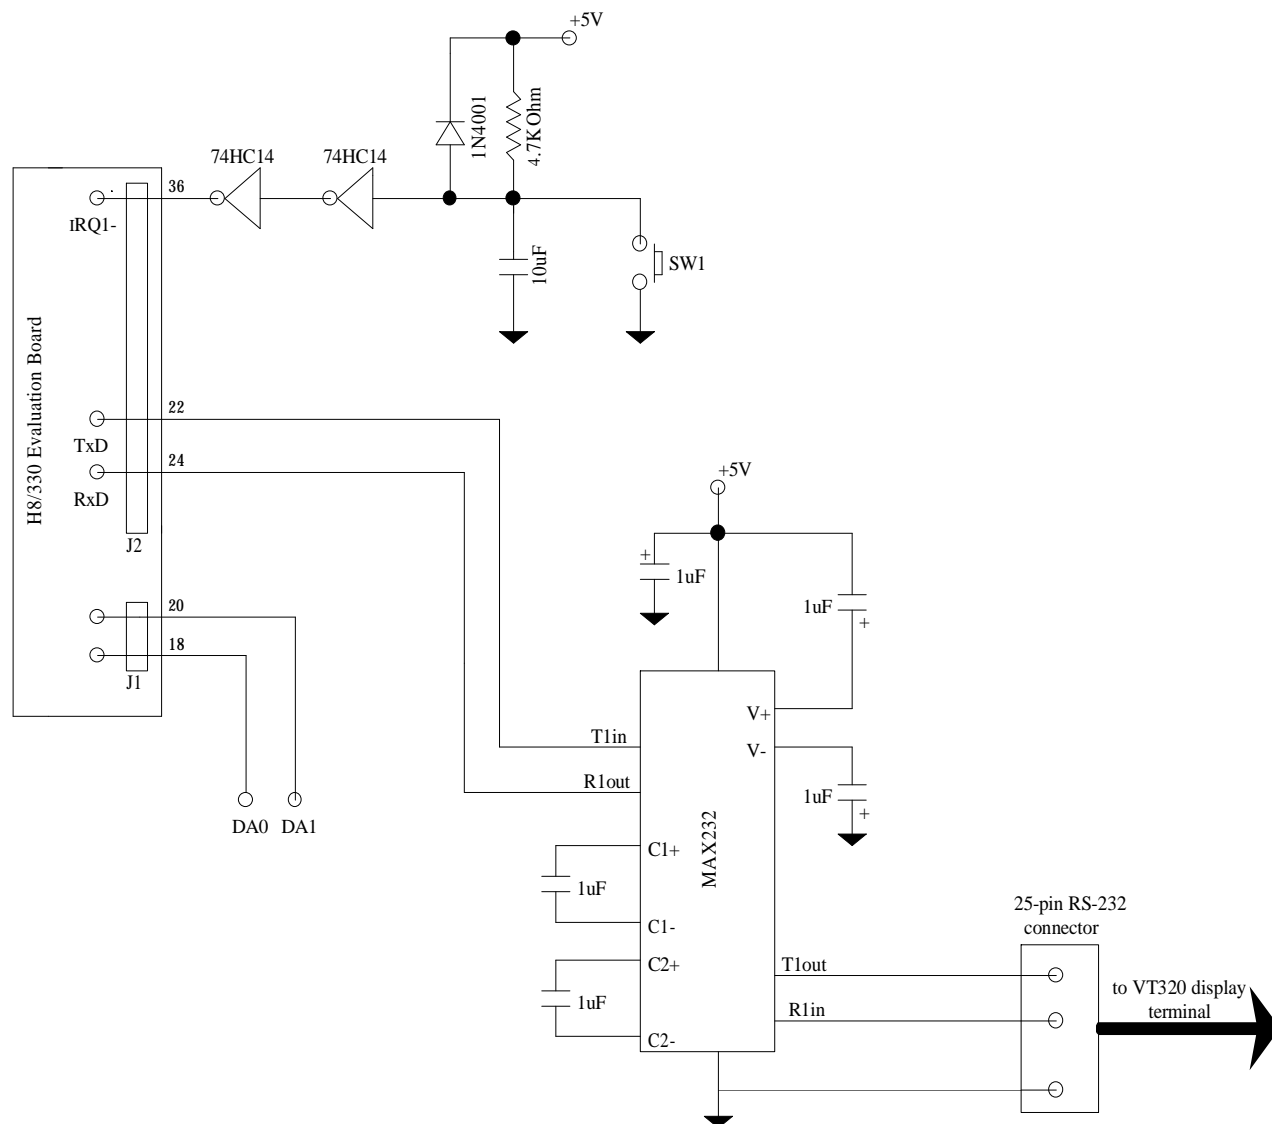 +5V
1N4001
4.7KOhm
74HC14
74HC14
36
IRQ1-
10uF
SW1
H8/330 Evaluation Board
22
TxD
24
RxD
J2
+5V
+
1uF
1uF
+
20
18
J1
V+
T1in
V-
R1out
1uF
+
DA0
DA1
MAX232
C1+
1uF
C1-
C2+
1uF
C2-
25-pin RS-232
connector
T1out
R1in
to VT320 display
terminal